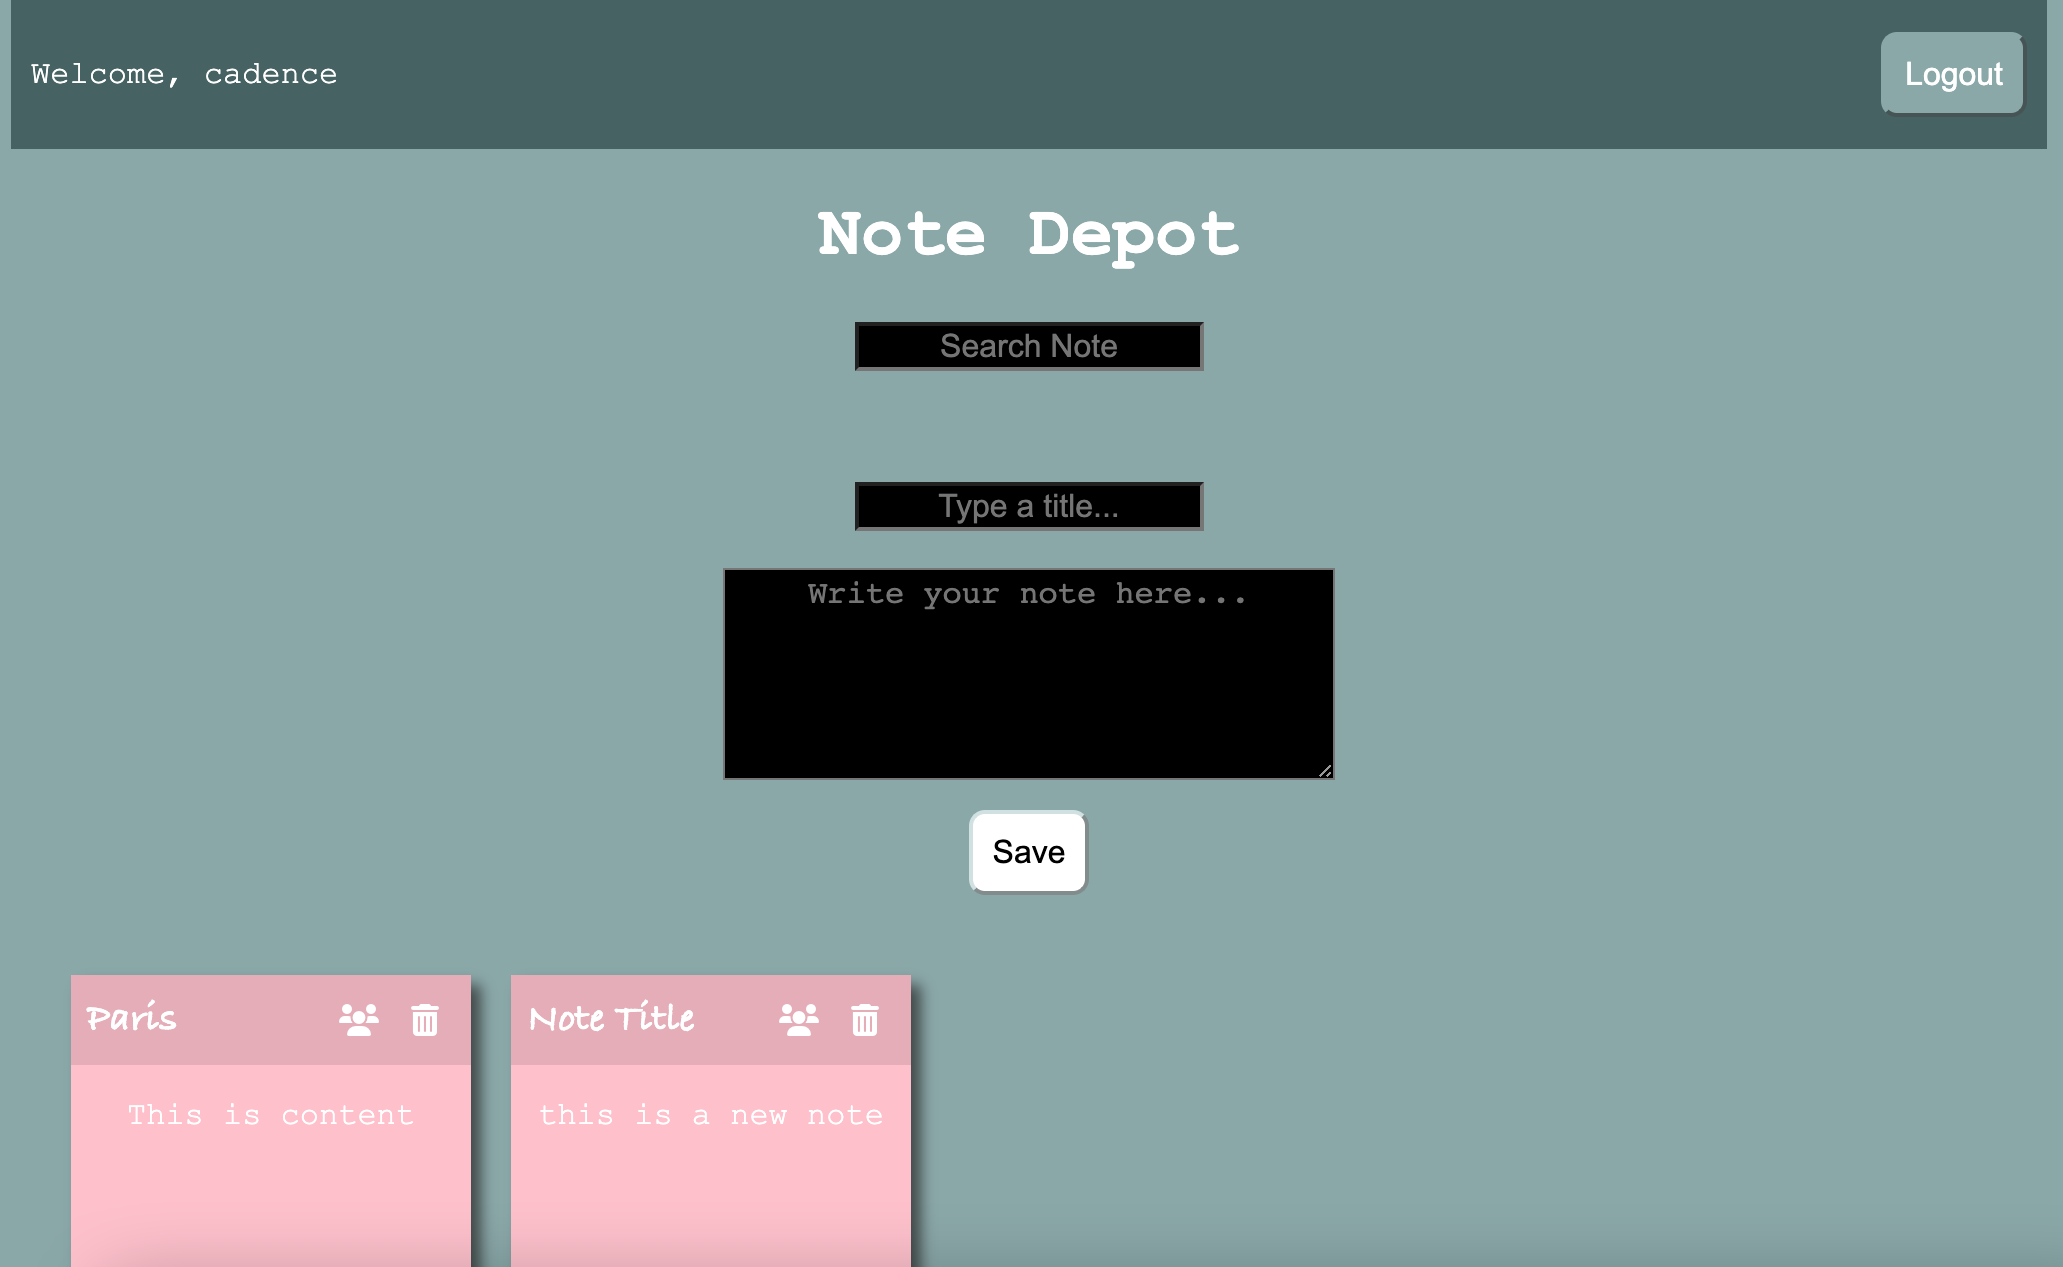 Welcome, cadence
Logout
Note Depot
Search Note
Type a title...
Write your note here...
Save
Paris
Note Title
This is content
this is a new note